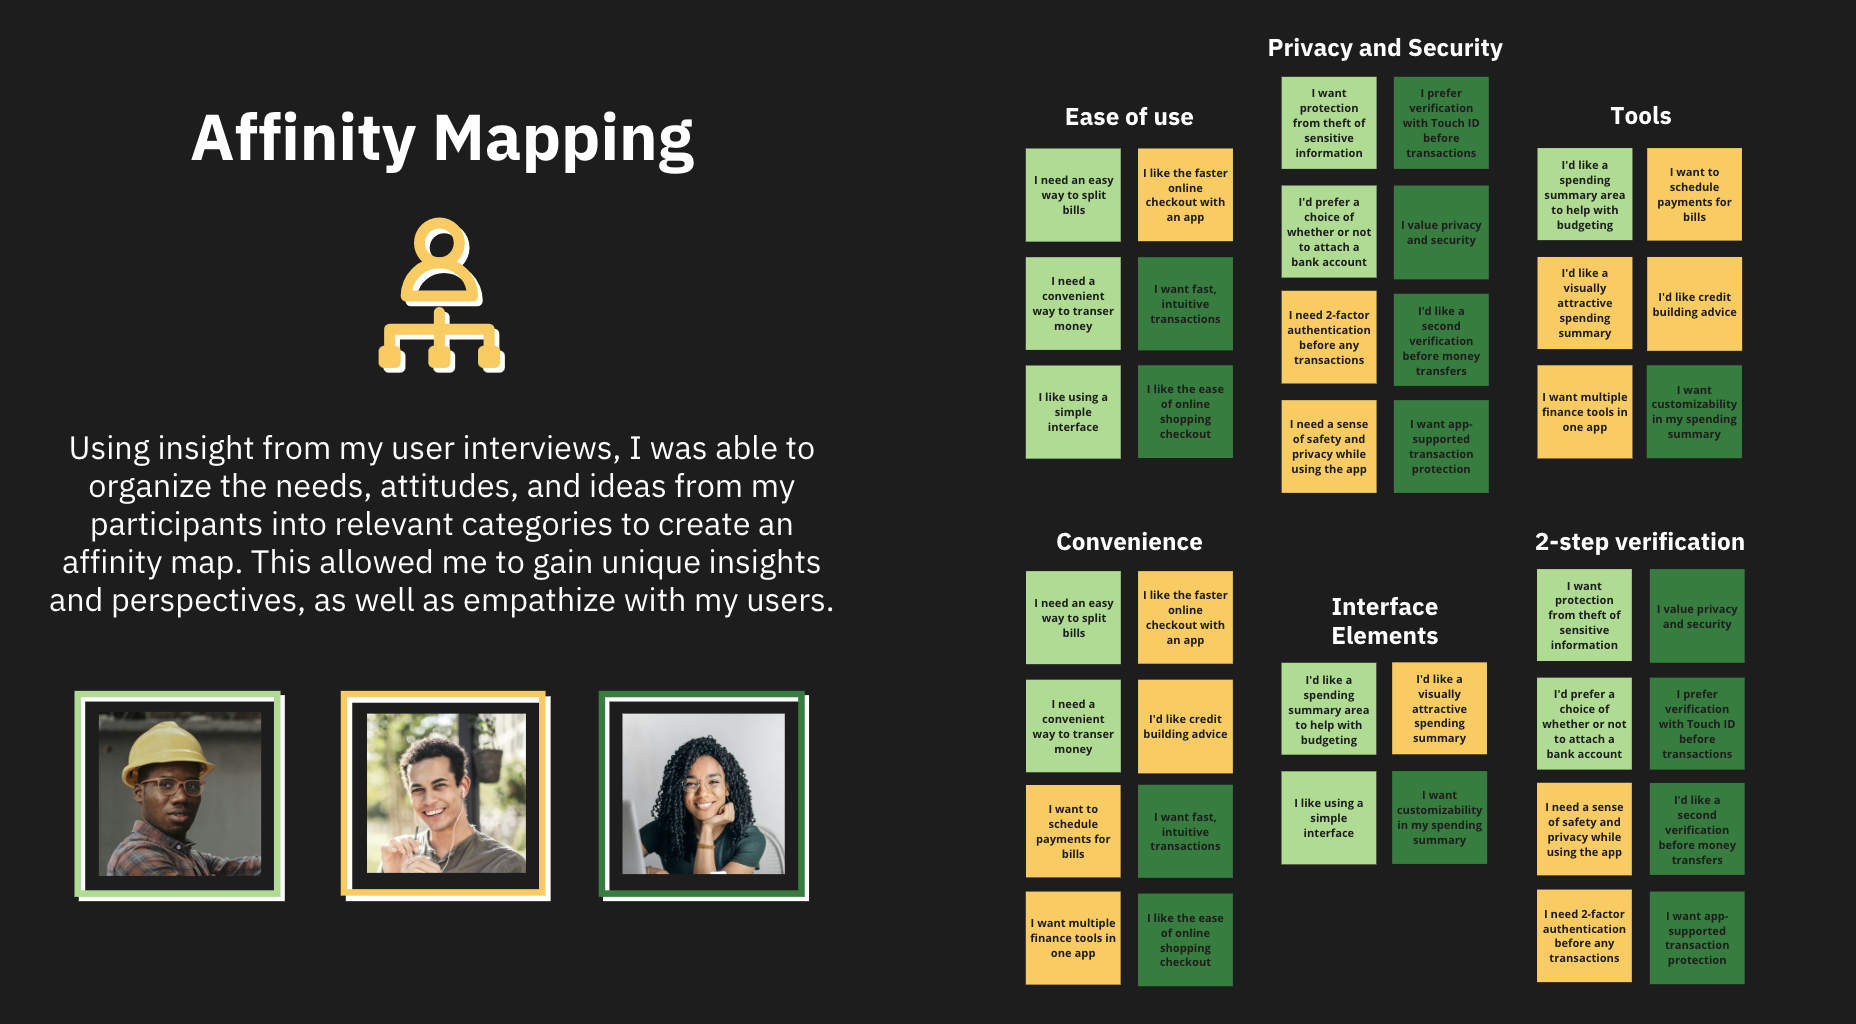 Affinity Mapping
Using insight from my user interviews, I was able to
organize the needs, attitudes, and ideas from my
participants into relevant categories to create an
affinity map. This allowed me to gain unique insights
and perspectives, as well as empathize with my users.
Ease of use
I need an easy
way to split
bills
I like the faster
online
checkout with
an app
I need a
convenient
way to transer
money
I want fast,
intuitive
transactions
I like using a
simple
interface
I like the ease
of online
shopping
checkout
Privacy and Security
I want
protection
from theft of
sensitive
information
I prefer
verification
with Touch ID
before
transactions
I'd prefer a
choice of
whether or not
to attach a
bank account
I value privacy
and security
I need 2-factor
authentication
before any
transactions
I'd like a
second
verification
before money
transfers
I need a sense
of safety and
privacy while
using the app
I want app-
supported
transaction
protection
Tools
I'd like a
spending
summary area
to help with
budgeting
I want to
schedule
payments for
bills
I'd like a
visually
attractive
spending
summary
I'd like credit
building advice
I want multiple
finance tools in
one app
I want
customizability
in my spending
summary
Convenience
I need an easy
way to split
bills
I like the faster
online
checkout with
an app
I need a
convenient
way to transer
money
I'd like credit
building advice
I want to
schedule
payments for
bills
I want fast,
intuitive
transactions
I want multiple
finance tools in
one app
I like the ease
of online
shopping
checkout
Interface
Elements
I'd like a
spending
summary area
to help with
budgeting
I'd like a
visually
attractive
spending
summary
I like using a
simple
interface
I want
customizability
in my spending
summary
2-step verification
I want
protection
from theft of
sensitive
information
I value privacy
and security
I'd prefer a
choice of
whether or not
to attach a
bank account
I prefer
verification
with Touch ID
before
transactions
I need a sense
of safety and
privacy while
using the app
I'd like a
second
verification
before money
transfers
I need 2-factor
authentication
before any
transactions
I want app-
supported
transaction
protection